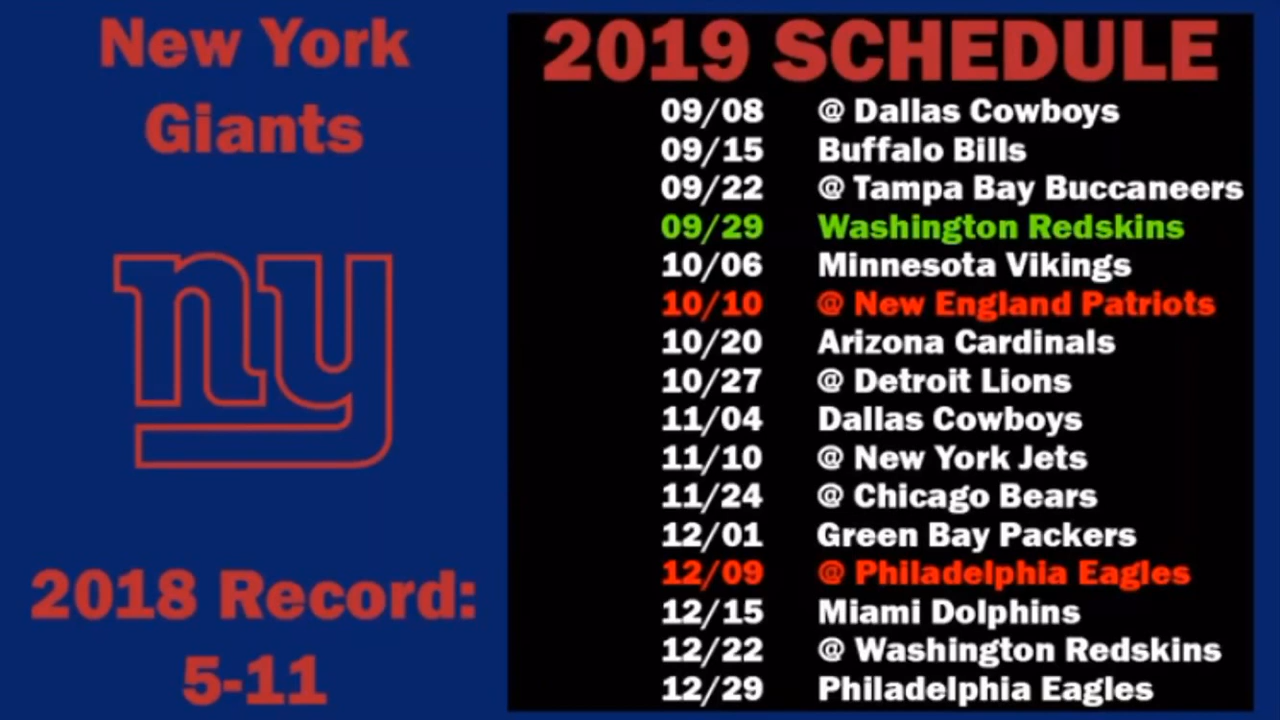 New York
Giants
ny
2018 Record:
5-11
2019 SCHEDULE
09/08 @ Dallas Cowboys
09/15 Buffalo Bills
09/22 @ Tampa Bay Buccaneers
09/29 Washington Redskins
10/06 Minnesota Vikings
10/10 @ New England Patriots
10/20 Arizona Cardinals
10/27 @ Detroit Lions
11/04 Dallas Cowboys
11/10 @ New York Jets
11/24 @ Chicago Bears
12/01 Green Bay Packers
12/09 @ Philadelphia Eagles
12/15 Miami Dolphins
12/22 @ Washington Redskins
12/29 Philadelphia Eagles